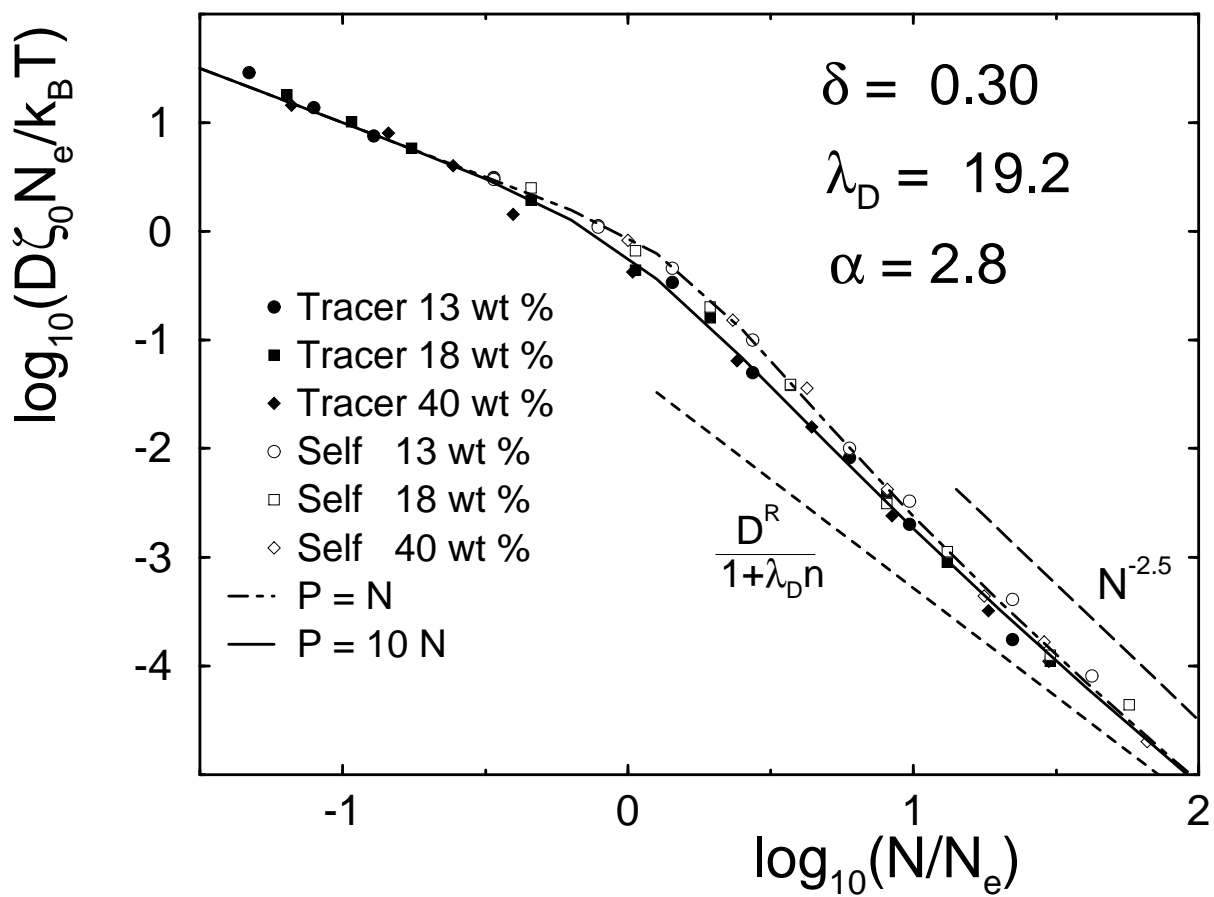 log10(Dζ0Ne/kBT)
1
0
-1
-2
-3
-4
δ = 0.30
λD = 19.2
α = 2.8
Tracer 13 wt %
Tracer 18 wt %
Tracer 40 wt %
Self 13 wt %
Self 18 wt %
Self 40 wt %
P = N
P = 10 N
D^R
1+λDn
N^-2.5
-1 0 1 2
log10(N/Ne)